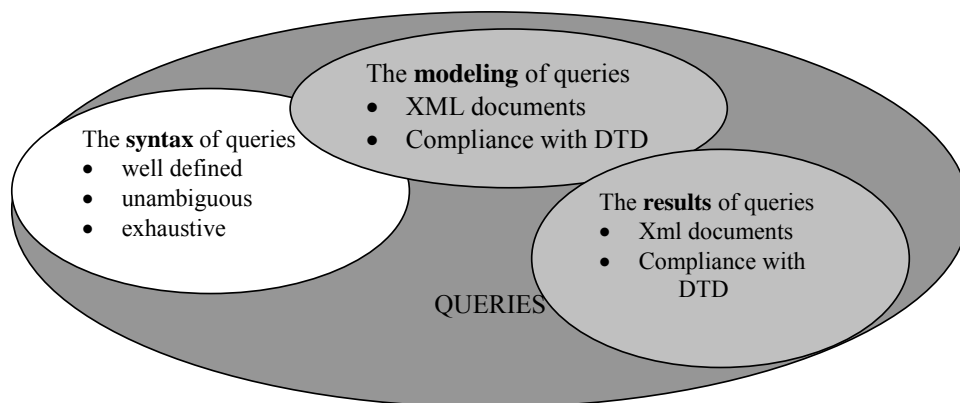 The modeling of queries
• XML documents
• Compliance with DTD
The syntax of queries
• well defined
• unambiguous
• exhaustive
The results of queries
• Xml documents
• Compliance with
DTD
QUERIES